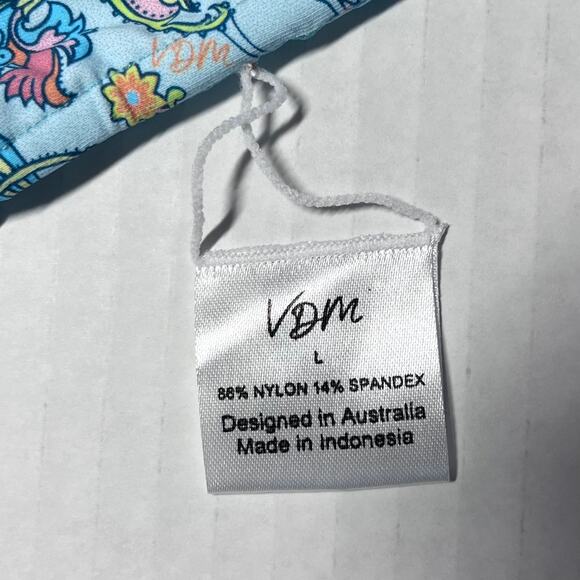 VDM
VDM
L
86% NYLON 14% SPANDEX
Designed in Australia
Made in Indonesia